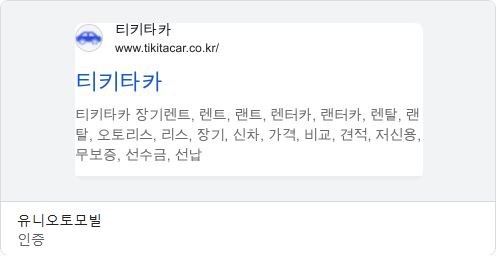 티키타카
www.tikitacar.co.kr/
티키타카
티키타카 장기렌트, 렌트, 랜트, 렌터카, 랜터카, 렌탈, 랜
탈, 오토리스, 리스, 장기, 신차, 가격, 비교, 견적, 저신용,
무보증, 선수금, 선납
유니오토모빌
인증